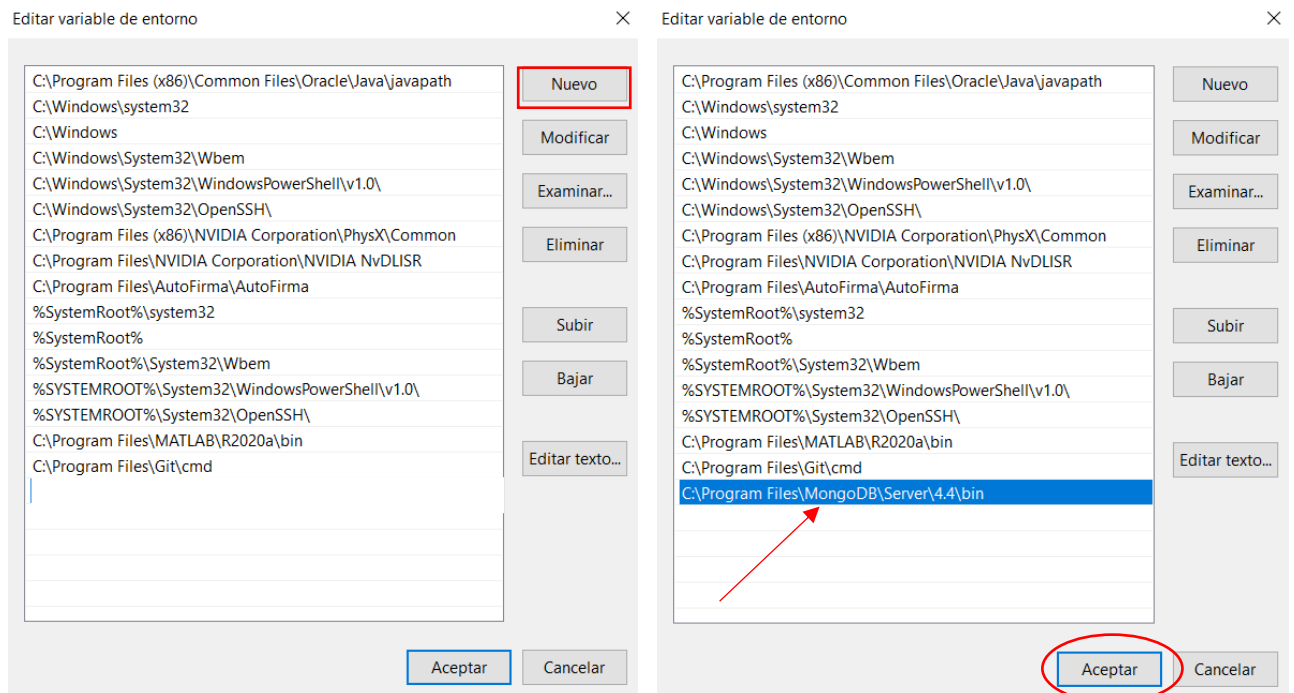 Editar variable de entorno
C:\Program Files (x86)\Common Files\Oracle\Java\javapath
C:\Windows\system32
C:\Windows
C:\Windows\System32\Wbem
C:\Windows\System32\WindowsPowerShell\v1.0\
C:\Windows\System32\OpenSSH\
C:\Program Files (x86)\NVIDIA Corporation\PhysX\Common
C:\Program Files\NVIDIA Corporation\NVIDIA NvDLISR
C:\Program Files\AutoFirma\AutoFirma
%SystemRoot%\system32
%SystemRoot%
%SystemRoot%\System32\Wbem
%SYSTEMROOT%\System32\WindowsPowerShell\v1.0\
%SYSTEMROOT%\System32\OpenSSH\
C:\Program Files\MATLAB\R2020a\bin
C:\Program Files\Git\cmd
Nuevo
Modificar
Examinar...
Eliminar
Subir
Bajar
Editar texto...
Aceptar
Cancelar
Editar variable de entorno
C:\Program Files (x86)\Common Files\Oracle\Java\javapath
C:\Windows\system32
C:\Windows
C:\Windows\System32\Wbem
C:\Windows\System32\WindowsPowerShell\v1.0\
C:\Windows\System32\OpenSSH\
C:\Program Files (x86)\NVIDIA Corporation\PhysX\Common
C:\Program Files\NVIDIA Corporation\NVIDIA NvDLISR
C:\Program Files\AutoFirma\AutoFirma
%SystemRoot%\system32
%SystemRoot%
%SystemRoot%\System32\Wbem
%SYSTEMROOT%\System32\WindowsPowerShell\v1.0\
%SYSTEMROOT%\System32\OpenSSH\
C:\Program Files\MATLAB\R2020a\bin
C:\Program Files\Git\cmd
C:\Program Files\MongoDB\Server\4.4\bin
Nuevo
Modificar
Examinar...
Eliminar
Subir
Bajar
Editar texto...
Aceptar
Cancelar